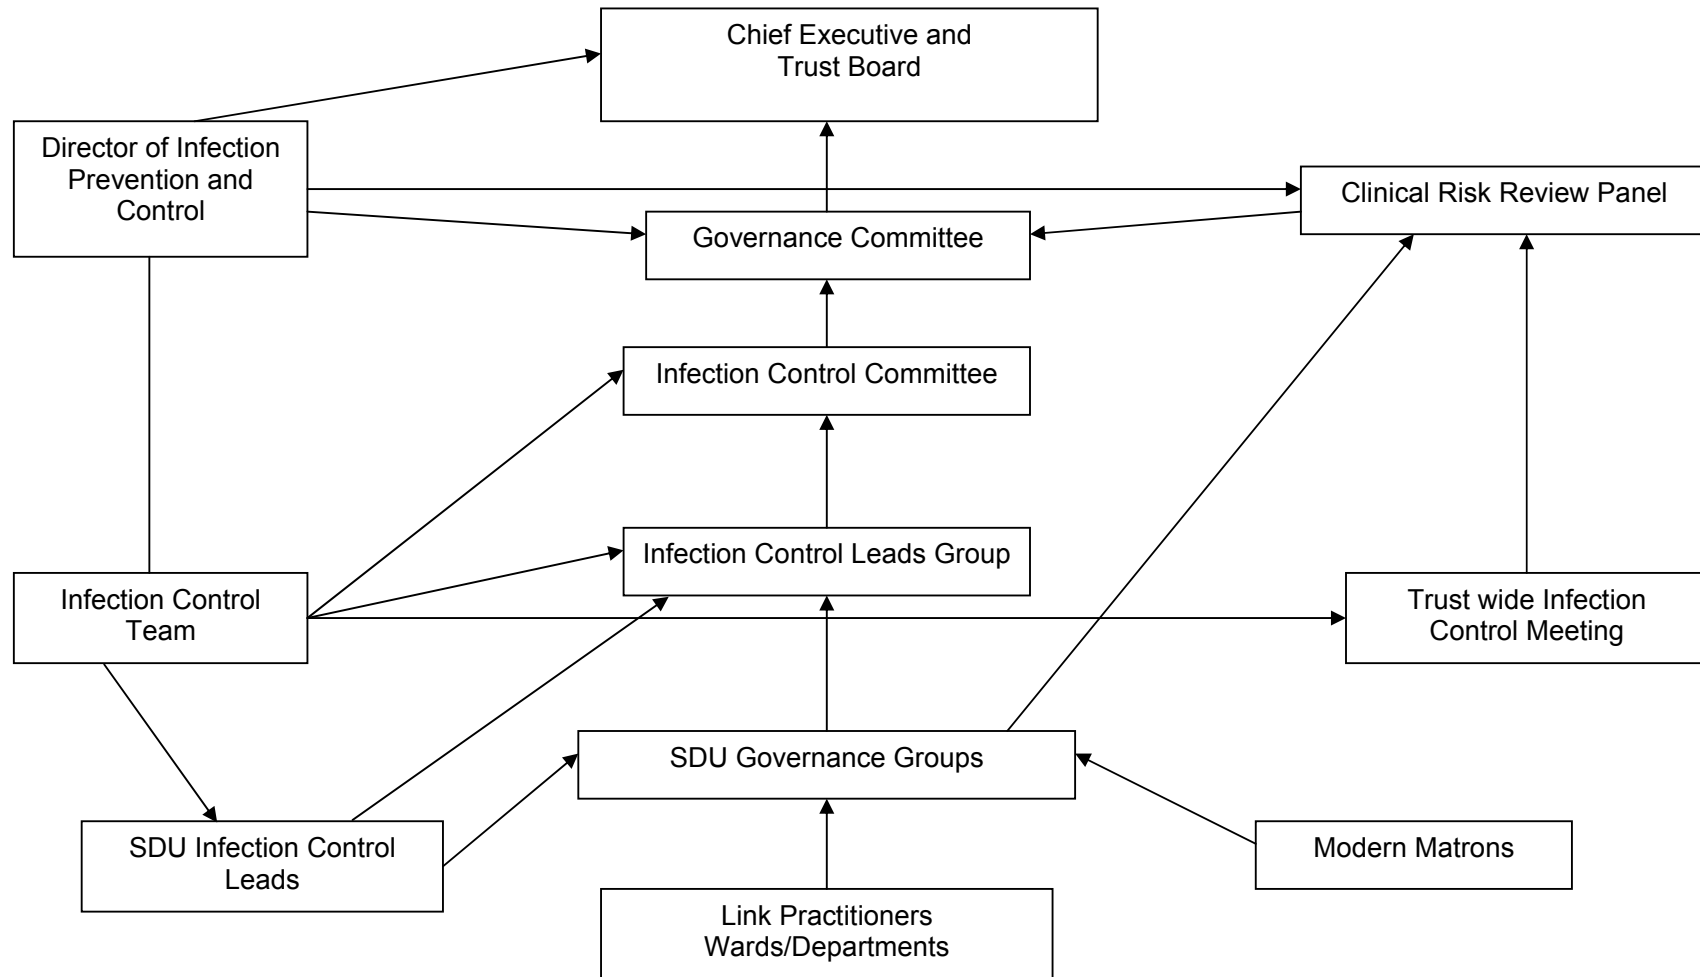 Chief Executive and
Trust Board
Director of Infection
Prevention and
Control
Clinical Risk Review Panel
Governance Committee
Infection Control Committee
Infection Control Leads Group
Infection Control
Team
Trust wide Infection
Control Meeting
SDU Governance Groups
SDU Infection Control
Leads
Modern Matrons
Link Practitioners
Wards/Departments